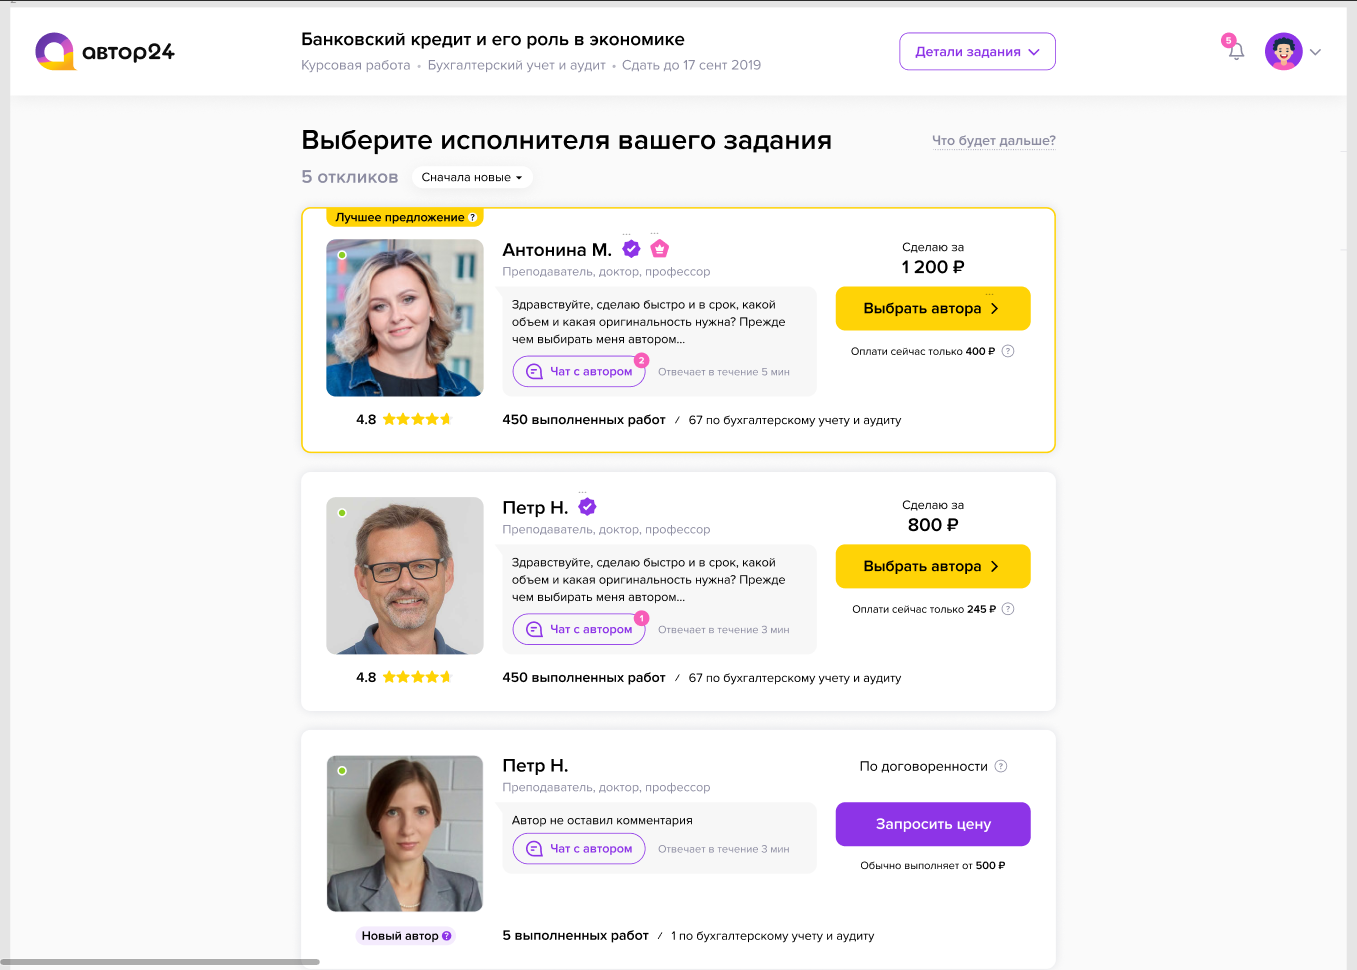 автор24
Банковский кредит и его роль в экономике
Курсовая работа • Бухгалтерский учет и аудит • Сдать до 17 сент 2019
Детали задания
5
Выберите исполнителя вашего задания
Что будет дальше?
5 откликов
Сначала новые
Лучшее предложение ?
Антонина М.
Преподаватель, доктор, профессор
Здравствуйте, сделаю быстро и в срок, какой
объем и какая оригинальность нужна? Прежде
чем выбирать меня автором...
Чат с автором
2
Отвечает в течение 5 мин
Сделаю за
1 200 ₽
Выбрать автора
Оплати сейчас только 400 ₽ ?
4.8
450 выполненных работ / 67 по бухгалтерскому учету и аудиту
Петр Н.
Преподаватель, доктор, профессор
Здравствуйте, сделаю быстро и в срок, какой
объем и какая оригинальность нужна? Прежде
чем выбирать меня автором...
Чат с автором
1
Отвечает в течение 3 мин
Сделаю за
800 ₽
Выбрать автора
Оплати сейчас только 245 ₽ ?
4.8
450 выполненных работ / 67 по бухгалтерскому учету и аудиту
Петр Н.
Преподаватель, доктор, профессор
Автор не оставил комментария
Чат с автором
Отвечает в течение 3 мин
По договоренности ?
Запросить цену
Обычно выполняет от 500 ₽
Новый автор ?
5 выполненных работ / 1 по бухгалтерскому учету и аудиту